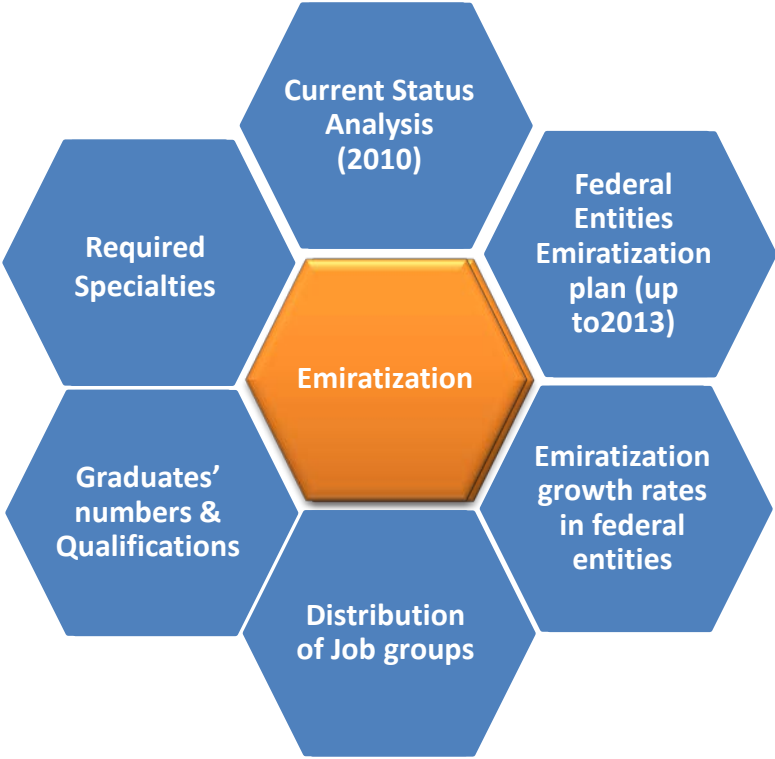 Current Status
Analysis
(2010)
Federal
Entities
Emiratization
plan (up
to2013)
Required
Specialties
Emiratization
Emiratization
growth rates
in federal
entities
Graduates’
numbers &
Qualifications
Distribution
of Job groups